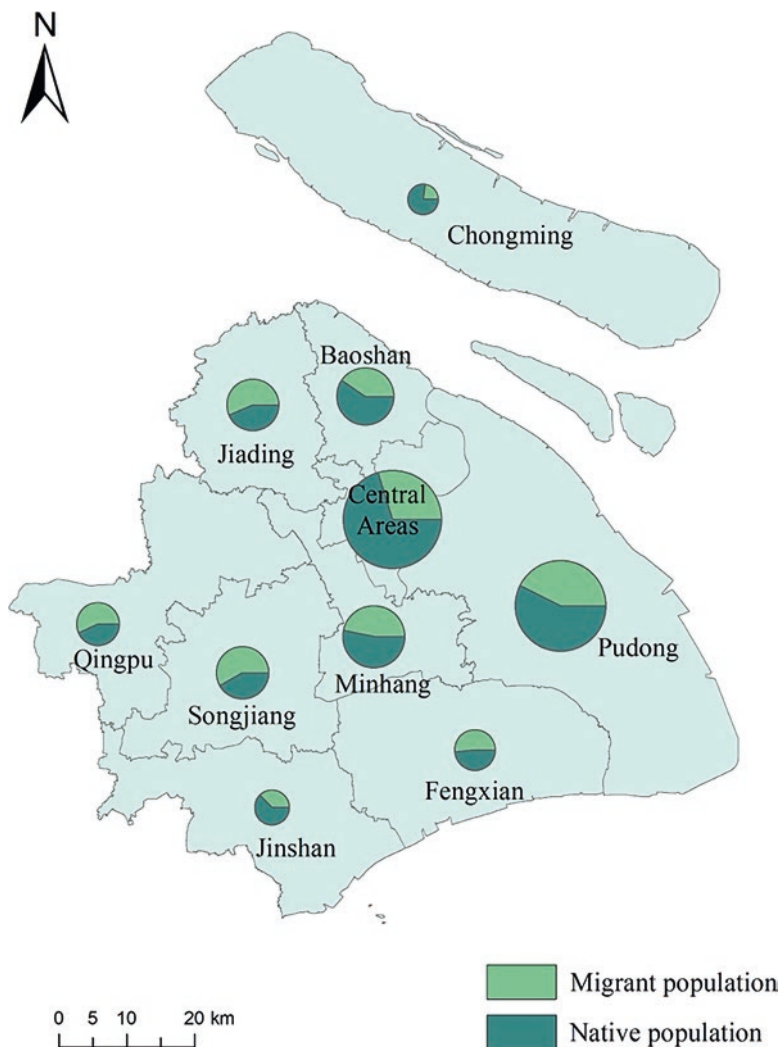 N
Chongming
Baoshan
Jiading
Central
Areas
Qingpu
Songjiang
Minhang
Pudong
Fengxian
Jinshan
Migrant population
0 5 10 20 km
Native population